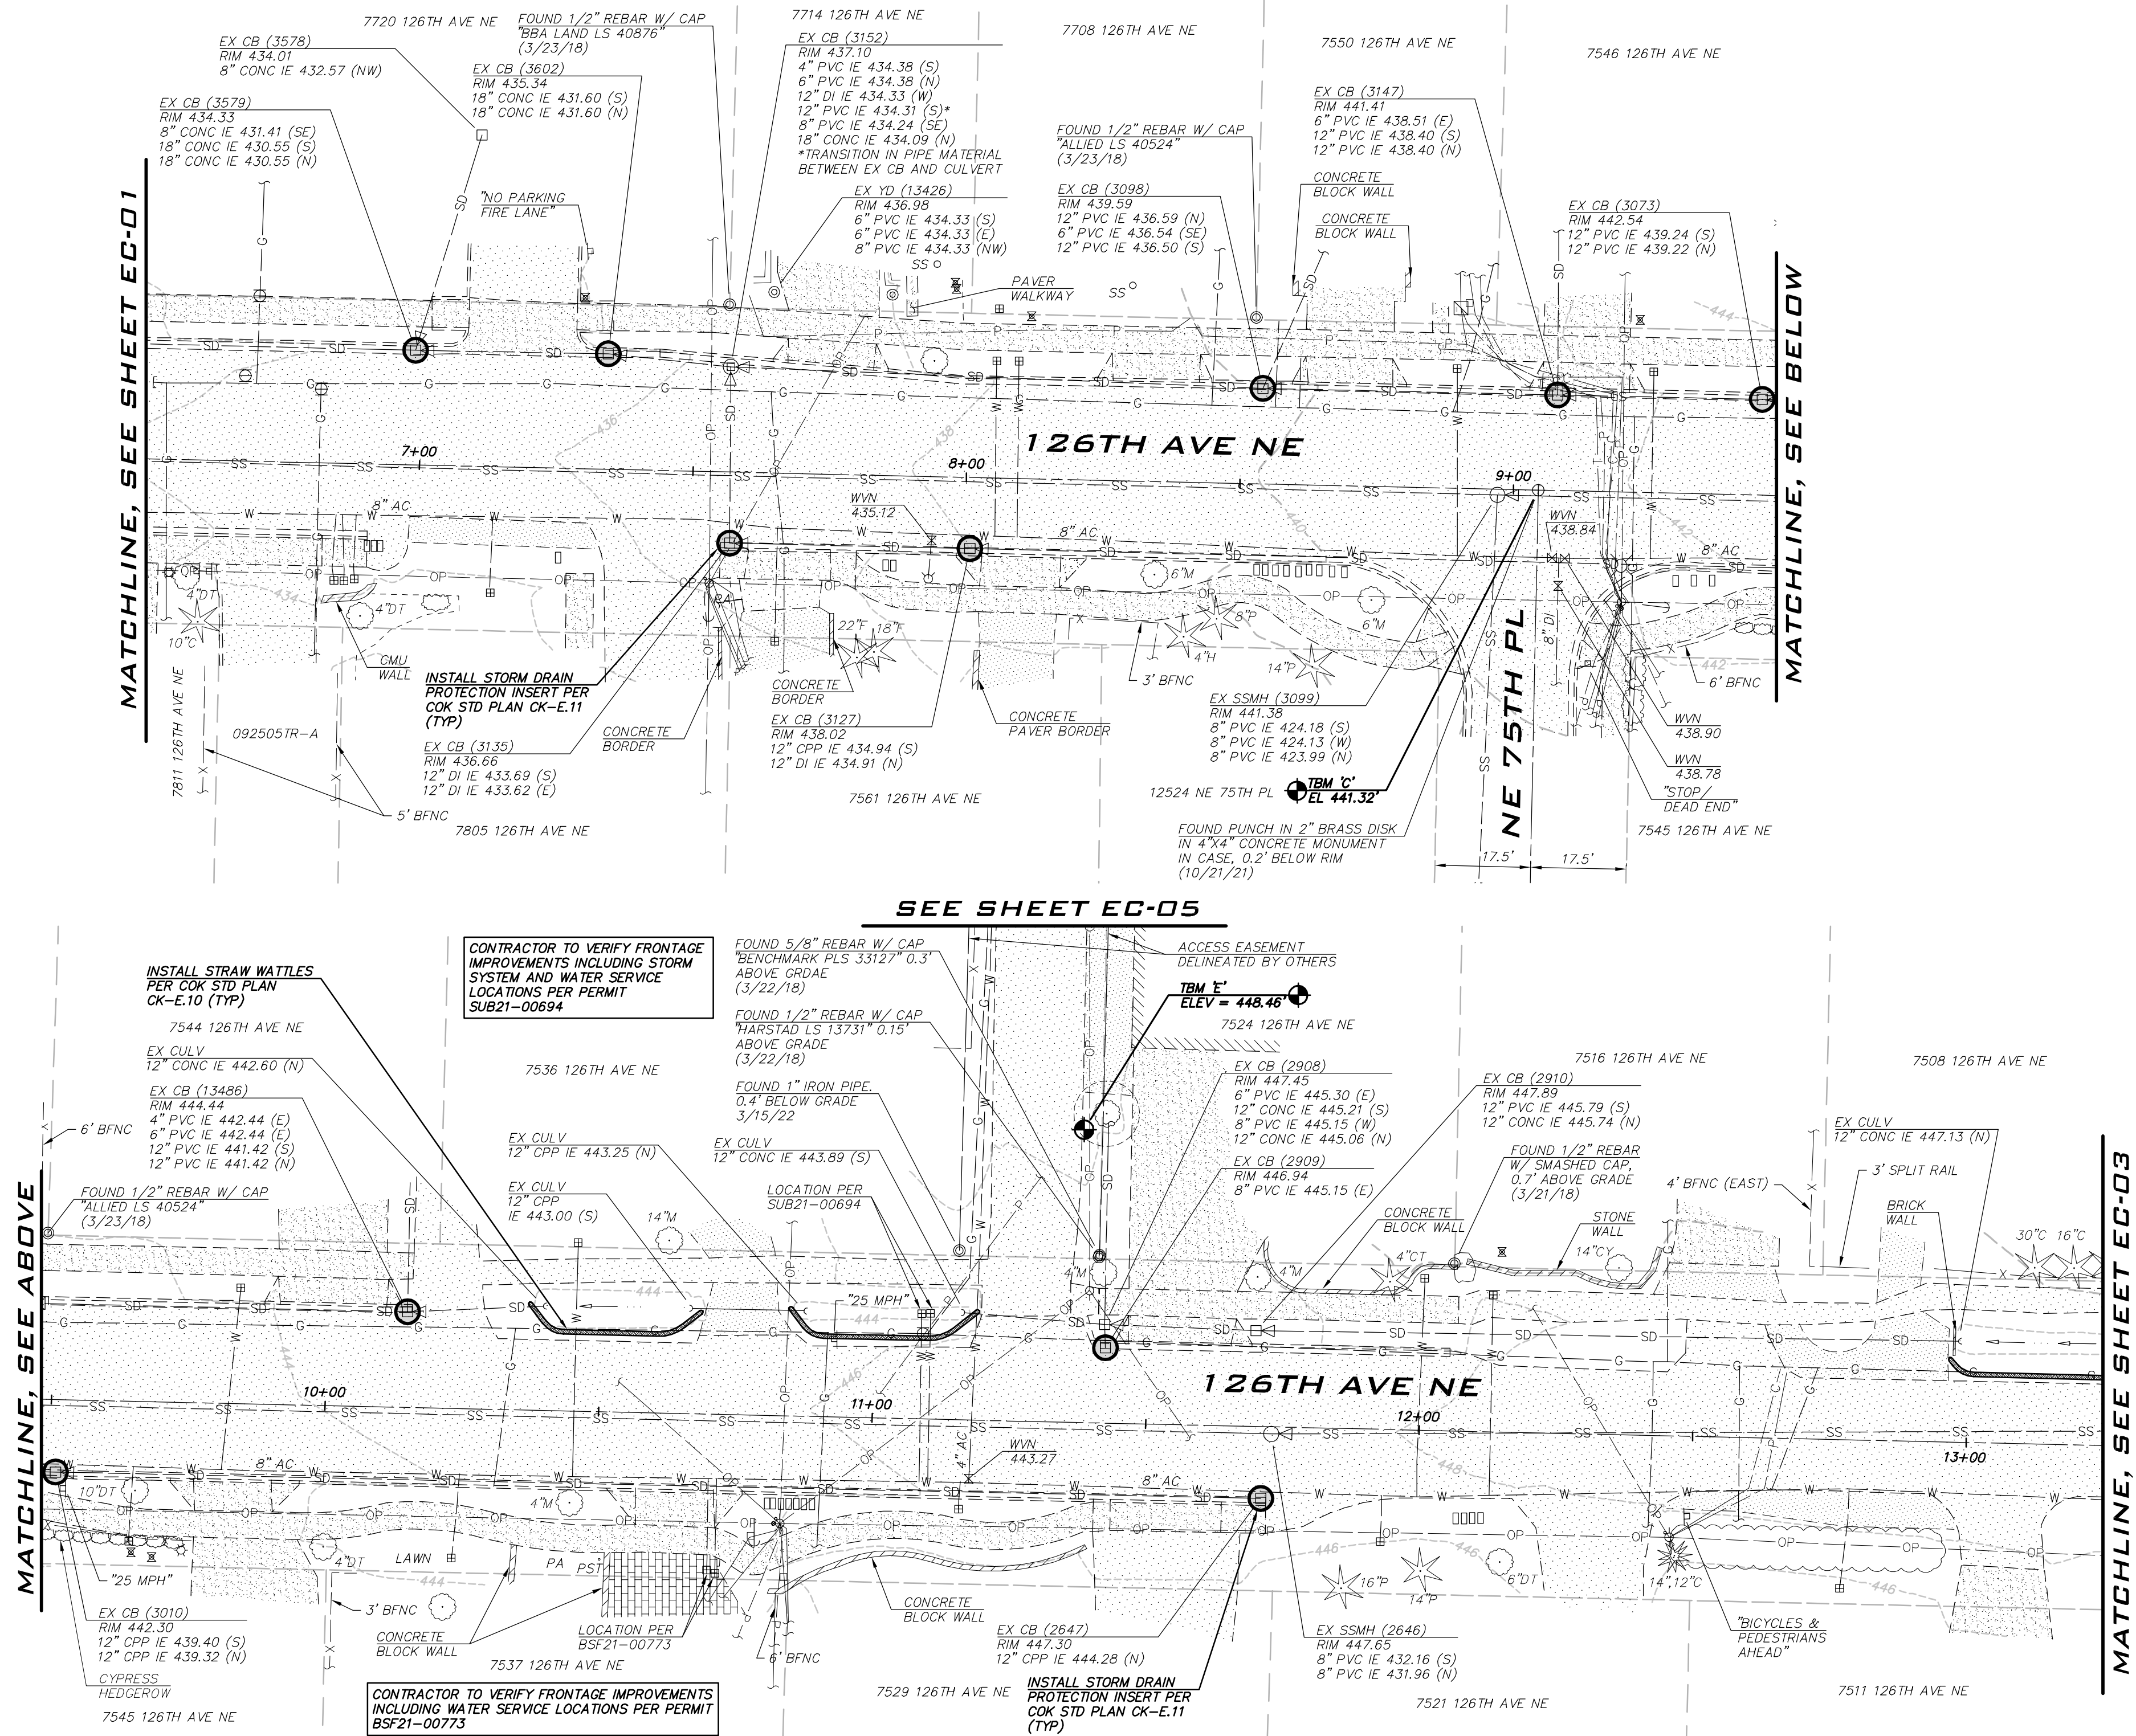 7720 126TH AVE NE
FOUND 1/2" REBAR W/ CAP
"BBA LAND LS 40876"
(3/23/18)
7714 126TH AVE NE
7708 126TH AVE NE
7550 126TH AVE NE
7546 126TH AVE NE
EX CB (3578)
RIM 434.01
8" CONC IE 432.57 (NW)
EX CB (3602)
RIM 435.34
18" CONC IE 431.60 (S)
18" CONC IE 431.60 (N)
EX CB (3579)
RIM 434.33
8" CONC IE 431.41 (SE)
18" CONC IE 430.55 (S)
18" CONC IE 430.55 (N)
EX CB (3152)
RIM 437.10
4" PVC IE 434.38 (S)
6" PVC IE 434.38 (N)
12" DI IE 434.33 (W)
12" PVC IE 434.31 (S)*
8" PVC IE 434.24 (SE)
18" CONC IE 434.09 (N)
*TRANSITION IN PIPE MATERIAL
BETWEEN EX CB AND CULVERT
EX YD (13426)
RIM 436.98
6" PVC IE 434.33 (S)
6" PVC IE 434.33 (E)
8" PVC IE 434.33 (NW)
FOUND 1/2" REBAR W/ CAP
"ALLIED LS 40524"
(3/23/18)
EX CB (3098)
RIM 439.59
12" PVC IE 436.59 (N)
6" PVC IE 436.54 (SE)
12" PVC IE 436.50 (S)
EX CB (3147)
RIM 441.41
6" PVC IE 438.51 (E)
12" PVC IE 438.40 (S)
12" PVC IE 438.40 (N)
CONCRETE
BLOCK WALL
CONCRETE
BLOCK WALL
EX CB (3073)
RIM 442.54
12" PVC IE 439.24 (S)
12" PVC IE 439.22 (N)
"NO PARKING
FIRE LANE"
PAVER
WALKWAY
SS
SS
MATCHLINE, SEE SHEET EC-01
MATCHLINE, SEE BELOW
126TH AVE NE
7+00
8+00
9+00
436
438
440
442
444
434
442
8" AC
8" AC
8" AC
8" DI
WVN
435.12
WVN
438.84
4"DT
10"C
4"DT
22"F
18"F
6"M
4"H
8"P
14"P
6"M
CMU
WALL
INSTALL STORM DRAIN
PROTECTION INSERT PER
COK STD PLAN CK-E.11
(TYP)
EX CB (3135)
RIM 436.66
12" DI IE 433.69 (S)
12" DI IE 433.62 (E)
CONCRETE
BORDER
CONCRETE
BORDER
EX CB (3127)
RIM 438.02
12" CPP IE 434.94 (S)
12" DI IE 434.91 (N)
CONCRETE
PAVER BORDER
3' BFNC
6' BFNC
EX SSMH (3099)
RIM 441.38
8" PVC IE 424.18 (S)
8" PVC IE 424.13 (W)
8" PVC IE 423.99 (N)
TBM 'C'
EL 441.32'
NE 75TH PL
WVN
438.90
WVN
438.78
"STOP/
DEAD END"
7811 126TH AVE NE
092505TR-A
5' BFNC
7805 126TH AVE NE
7561 126TH AVE NE
12524 NE 75TH PL
7545 126TH AVE NE
FOUND PUNCH IN 2" BRASS DISK
IN 4"X4" CONCRETE MONUMENT
IN CASE, 0.2' BELOW RIM
(10/21/21)
17.5'
17.5'
SEE SHEET EC-05
INSTALL STRAW WATTLES
PER COK STD PLAN
CK-E.10 (TYP)
CONTRACTOR TO VERIFY FRONTAGE
IMPROVEMENTS INCLUDING STORM
SYSTEM AND WATER SERVICE
LOCATIONS PER PERMIT
SUB21-00694
FOUND 5/8" REBAR W/ CAP
"BENCHMARK PLS 33127" 0.3'
ABOVE GRDAE
(3/22/18)
FOUND 1/2" REBAR W/ CAP
"HARSTAD LS 13731" 0.15'
ABOVE GRADE
(3/22/18)
FOUND 1" IRON PIPE.
0.4' BELOW GRADE
3/15/22
ACCESS EASEMENT
DELINEATED BY OTHERS
TBM 'E'
ELEV = 448.46'
7524 126TH AVE NE
7544 126TH AVE NE
EX CULV
12" CONC IE 442.60 (N)
EX CB (13486)
RIM 444.44
4" PVC IE 442.44 (E)
6" PVC IE 442.44 (E)
12" PVC IE 441.42 (S)
12" PVC IE 441.42 (N)
6' BFNC
FOUND 1/2" REBAR W/ CAP
"ALLIED LS 40524"
(3/23/18)
7536 126TH AVE NE
EX CULV
12" CPP IE 443.25 (N)
EX CULV
12" CPP
IE 443.00 (S)
EX CULV
12" CONC IE 443.89 (S)
LOCATION PER
SUB21-00694
EX CB (2908)
RIM 447.45
6" PVC IE 445.30 (E)
12" CONC IE 445.21 (S)
8" PVC IE 445.15 (W)
12" CONC IE 445.06 (N)
EX CB (2909)
RIM 446.94
8" PVC IE 445.15 (E)
7516 126TH AVE NE
EX CB (2910)
RIM 447.89
12" PVC IE 445.79 (S)
12" CONC IE 445.74 (N)
FOUND 1/2" REBAR
W/ SMASHED CAP,
0.7' ABOVE GRADE
(3/21/18)
7508 126TH AVE NE
EX CULV
12" CONC IE 447.13 (N)
3' SPLIT RAIL
4' BFNC (EAST)
BRICK
WALL
CONCRETE
BLOCK WALL
STONE
WALL
14"M
4"M
4"M
4"CT
14"CY
30"C
16"C
"25 MPH"
MATCHLINE, SEE ABOVE
MATCHLINE, SEE SHEET EC-03
126TH AVE NE
10+00
11+00
12+00
13+00
444
444
444
446
448
444
446
446
446
8" AC
4" AC
8" AC
WVN
443.27
10"DT
4"DT
4"M
LAWN
PA
PST
16"P
14"P
6"DT
14",12"C
"25 MPH"
EX CB (3010)
RIM 442.30
12" CPP IE 439.40 (S)
12" CPP IE 439.32 (N)
CYPRESS
HEDGEROW
7545 126TH AVE NE
3' BFNC
CONCRETE
BLOCK WALL
LOCATION PER
BSF21-00773
7537 126TH AVE NE
6' BFNC
CONCRETE
BLOCK WALL
CONTRACTOR TO VERIFY FRONTAGE IMPROVEMENTS
INCLUDING WATER SERVICE LOCATIONS PER PERMIT
BSF21-00773
7529 126TH AVE NE
EX CB (2647)
RIM 447.30
12" CPP IE 444.28 (N)
INSTALL STORM DRAIN
PROTECTION INSERT PER
COK STD PLAN CK-E.11
(TYP)
EX SSMH (2646)
RIM 447.65
8" PVC IE 432.16 (S)
8" PVC IE 431.96 (N)
7521 126TH AVE NE
"BICYCLES &
PEDESTRIANS
AHEAD"
7511 126TH AVE NE